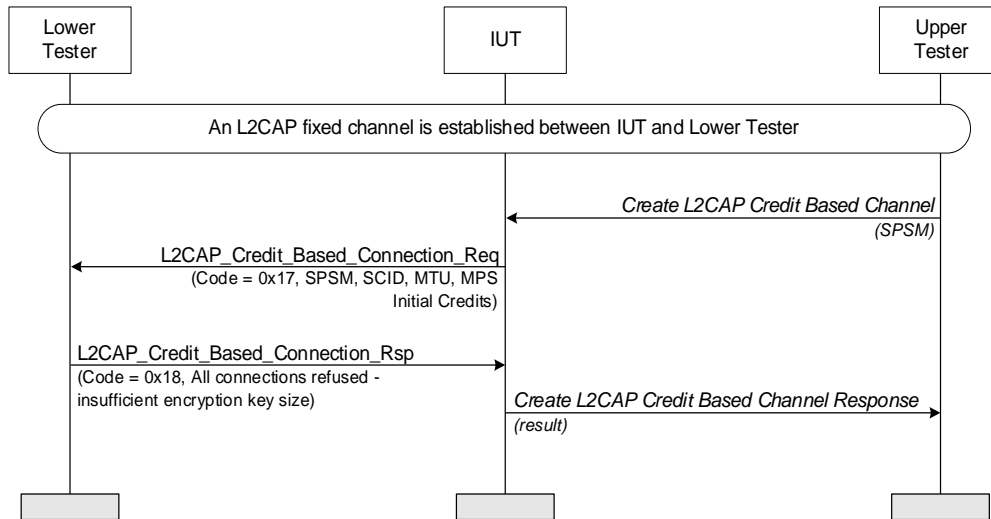 Lower
Tester
IUT
Upper
Tester
An L2CAP fixed channel is established between IUT and Lower Tester
Create L2CAP Credit Based Channel
(SPSM)
L2CAP_Credit_Based_Connection_Req
(Code = 0x17, SPSM, SCID, MTU, MPS
Initial Credits)
L2CAP_Credit_Based_Connection_Rsp
(Code = 0x18, All connections refused -
insufficient encryption key size)
Create L2CAP Credit Based Channel Response
(result)